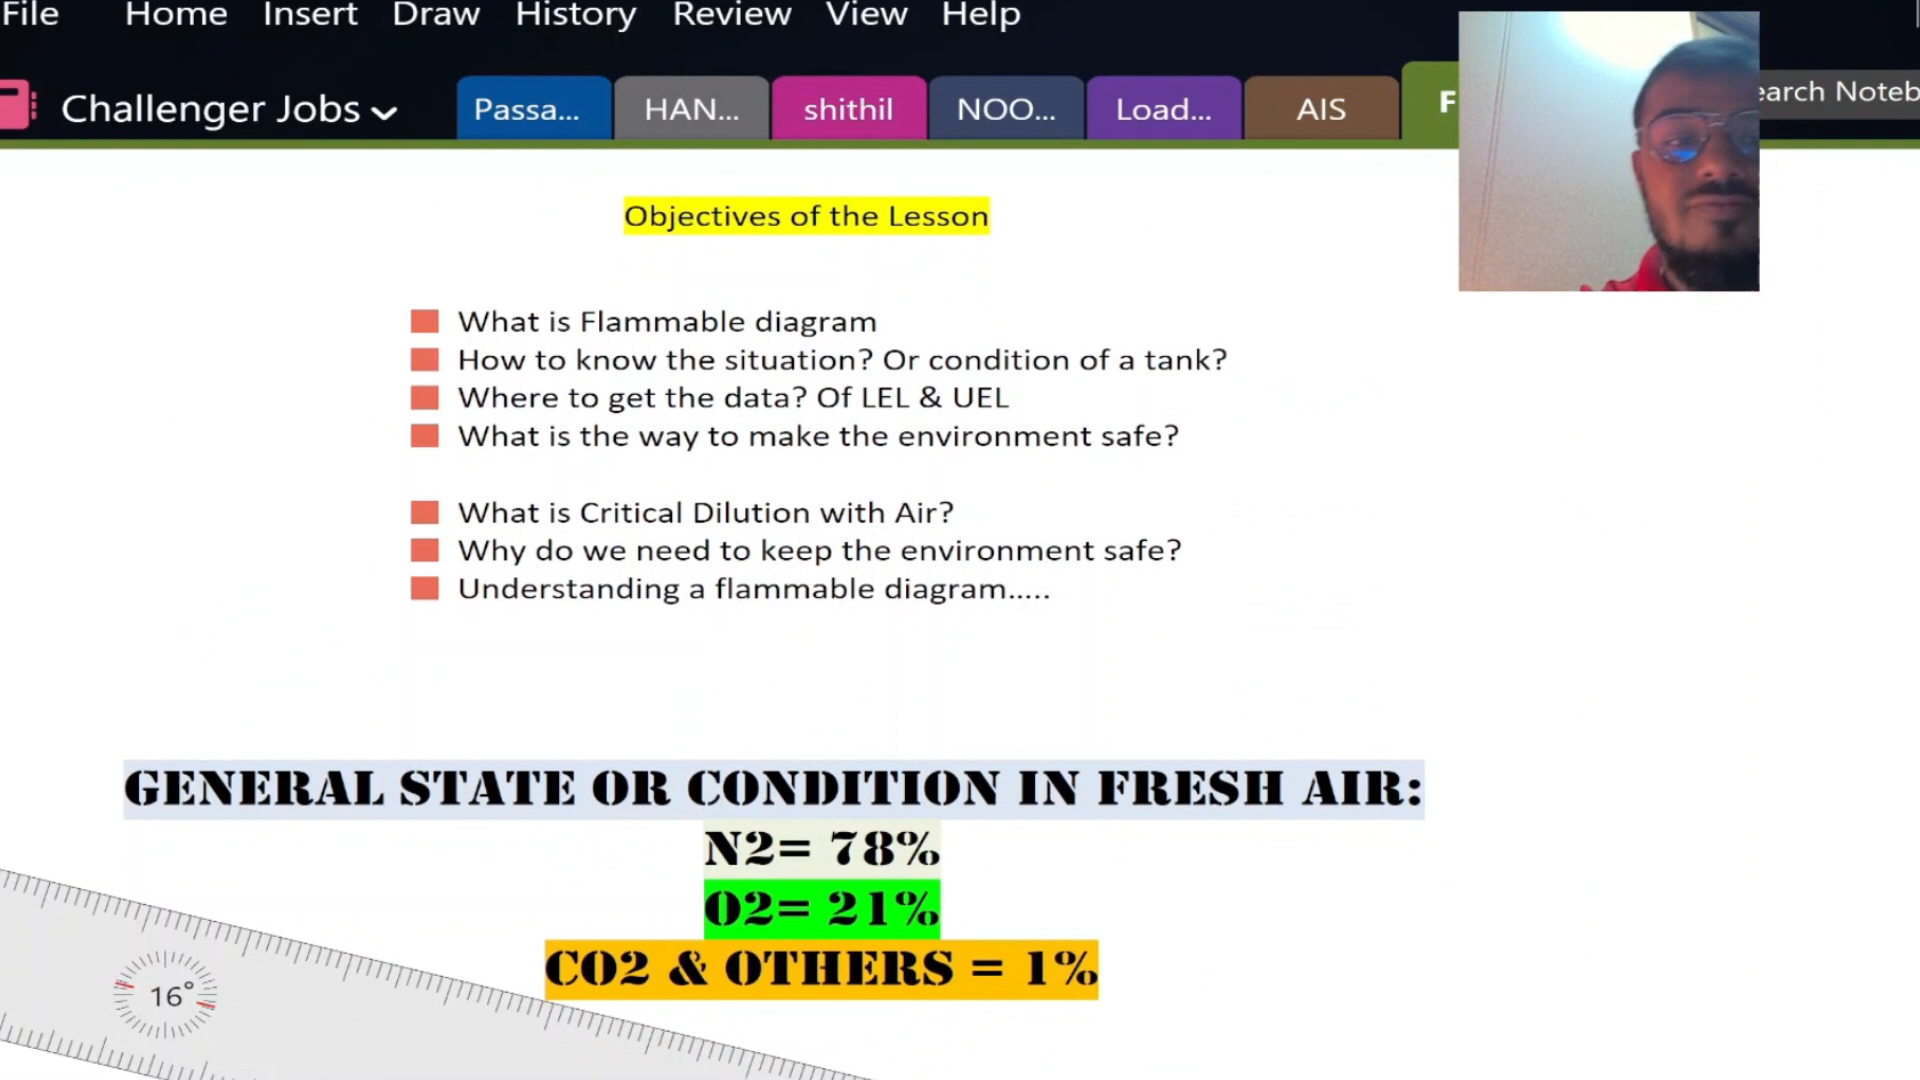 File Home Insert Draw History Review View Help
Challenger Jobs Passa... HAN... shithil NOO... Load... AIS F earch Noteb
Objectives of the Lesson
What is Flammable diagram
How to know the situation? Or condition of a tank?
Where to get the data? Of LEL & UEL
What is the way to make the environment safe?
What is Critical Dilution with Air?
Why do we need to keep the environment safe?
Understanding a flammable diagram.....
GENERAL STATE OR CONDITION IN FRESH AIR:
N2= 78%
O2= 21%
CO2 & OTHERS = 1%
16°